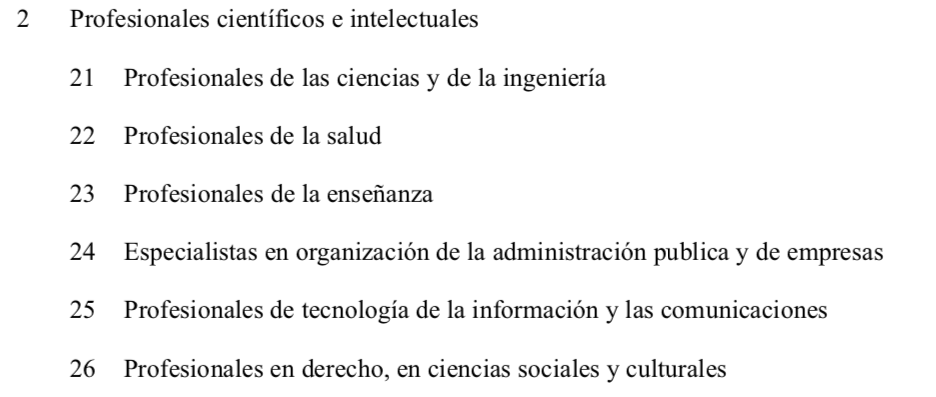 2 Profesionales científicos e intelectuales
21 Profesionales de las ciencias y de la ingeniería
22 Profesionales de la salud
23 Profesionales de la enseñanza
24 Especialistas en organización de la administración publica y de empresas
25 Profesionales de tecnología de la información y las comunicaciones
26 Profesionales en derecho, en ciencias sociales y culturales